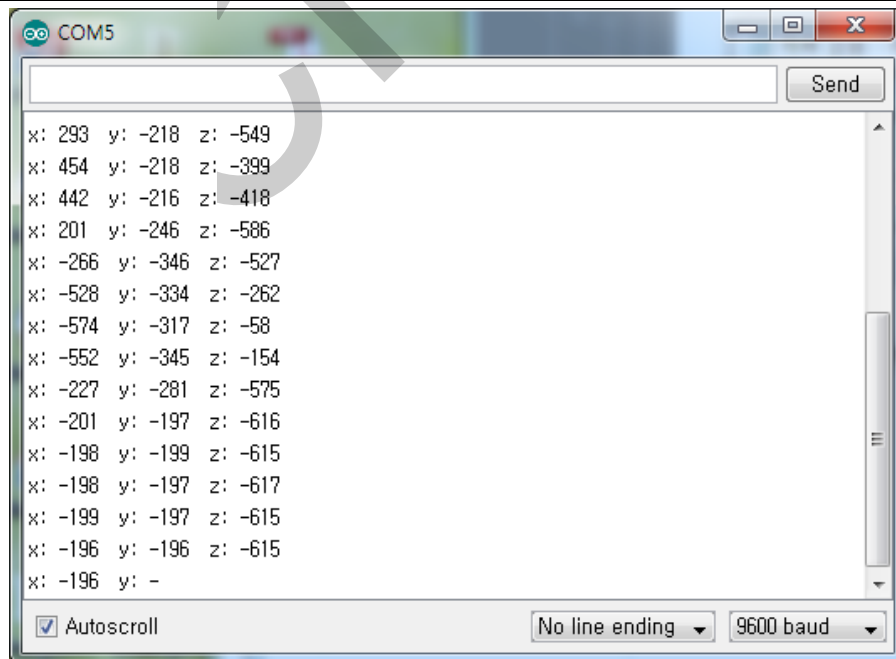 COM5
Send
x: 293 y: -218 z: -549
x: 454 y: -218 z: -399
x: 442 y: -216 z: -418
x: 201 y: -246 z: -586
x: -266 y: -346 z: -527
x: -528 y: -334 z: -262
x: -574 y: -317 z: -58
x: -552 y: -345 z: -154
x: -227 y: -281 z: -575
x: -201 y: -197 z: -616
x: -198 y: -199 z: -615
x: -198 y: -197 z: -617
x: -199 y: -197 z: -615
x: -196 y: -196 z: -615
x: -196 y: -
Autoscroll No line ending 9600 baud